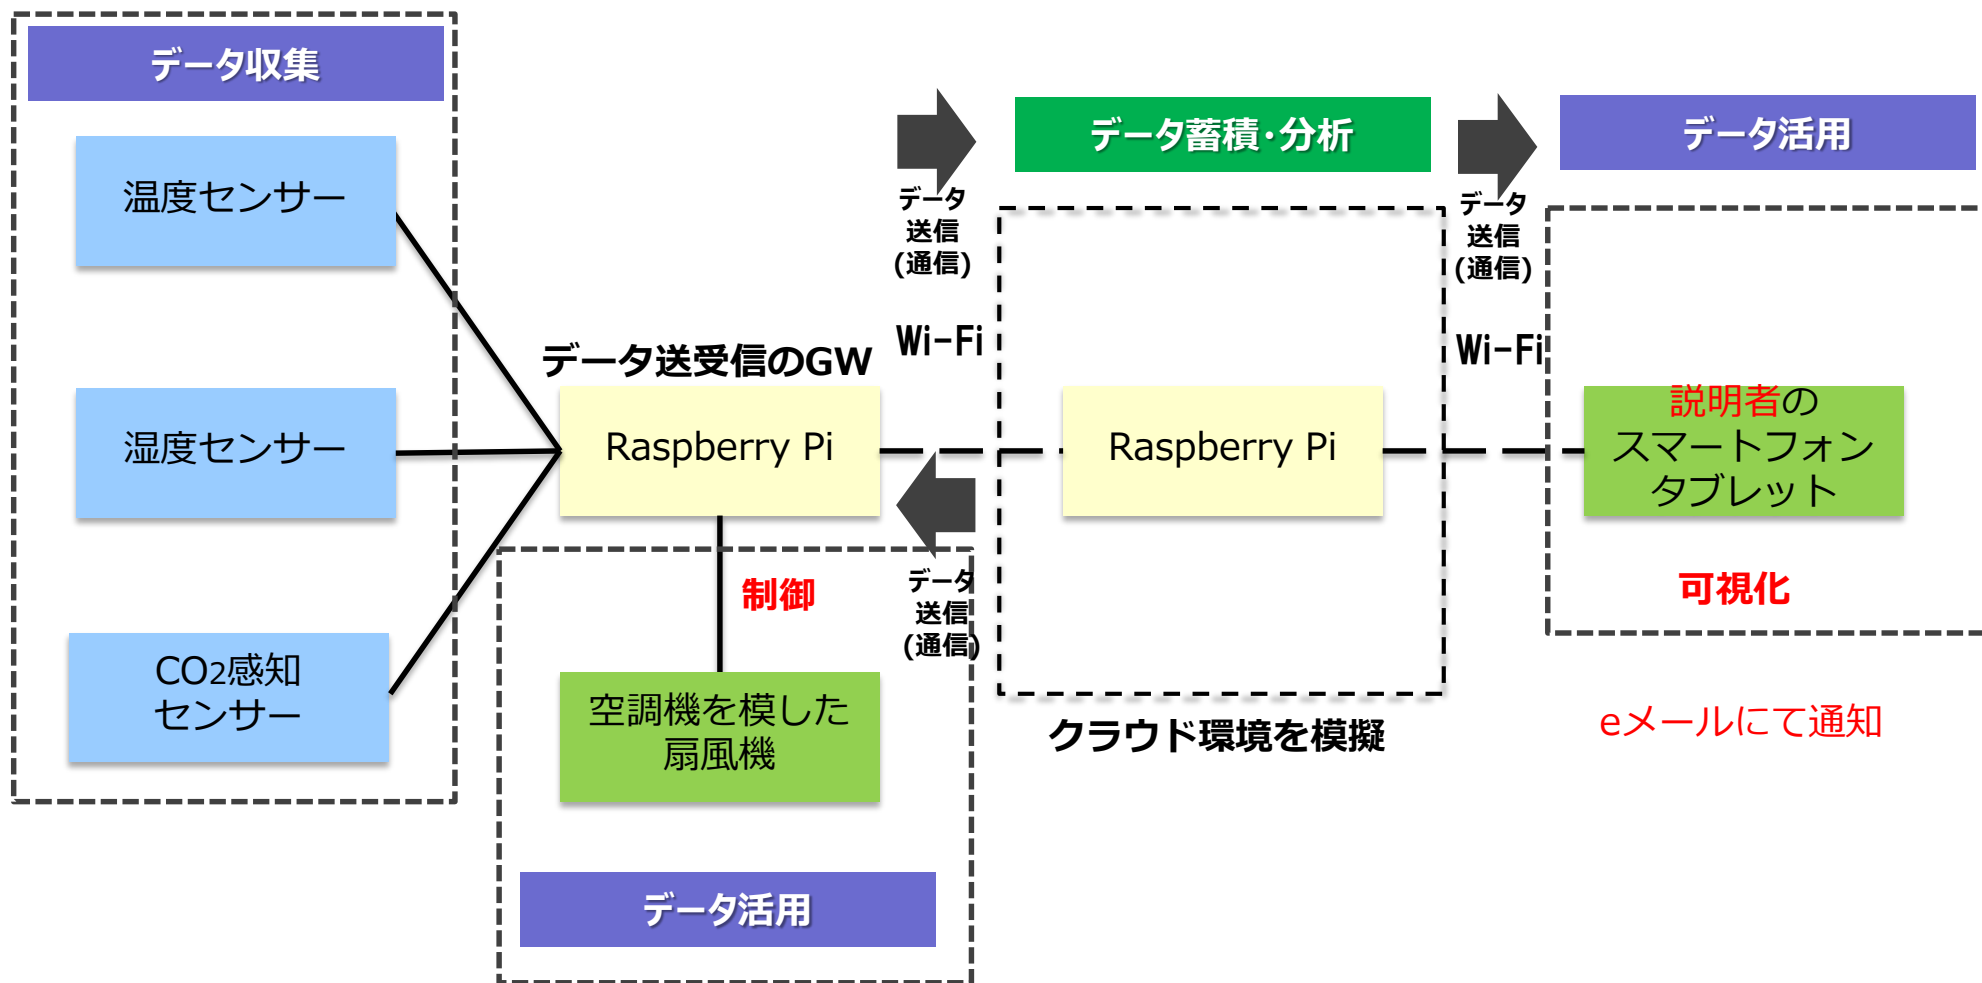 データ収集
温度センサー
湿度センサー
CO2感知
センサー
データ送受信のGW
Raspberry Pi
制御
空調機を模した
扇風機
データ活用
データ
送信
(通信)
Wi-Fi
データ
送信
(通信)
データ蓄積・分析
Raspberry Pi
クラウド環境を模擬
データ
送信
(通信)
Wi-Fi
データ活用
説明者の
スマートフォン
タブレット
可視化
eメールにて通知